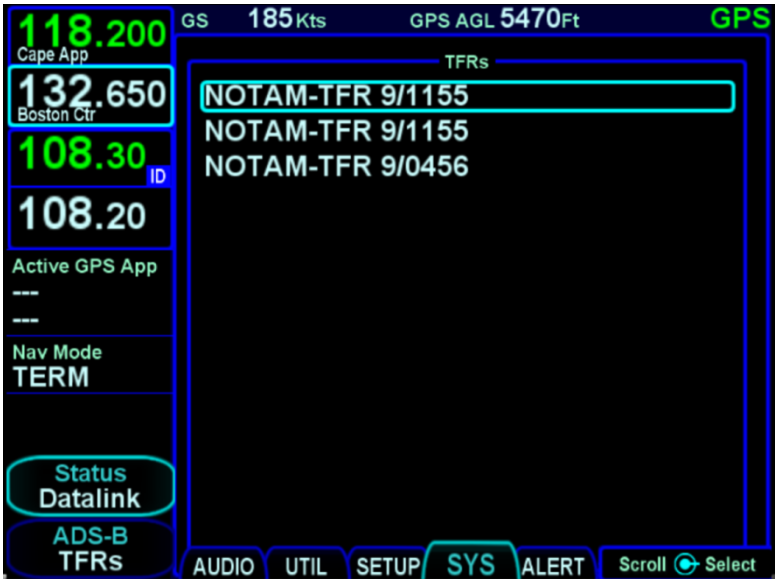 118.200
Cape App
132.650
Boston Ctr
108.30 ID
108.20
Active GPS App
---
---
Nav Mode
TERM
Status
Datalink
ADS-B
TFRs
GS 185Kts GPS AGL 5470Ft GPS
TFRs
NOTAM-TFR 9/1155
NOTAM-TFR 9/1155
NOTAM-TFR 9/0456
AUDIO UTIL SETUP SYS ALERT Scroll Select